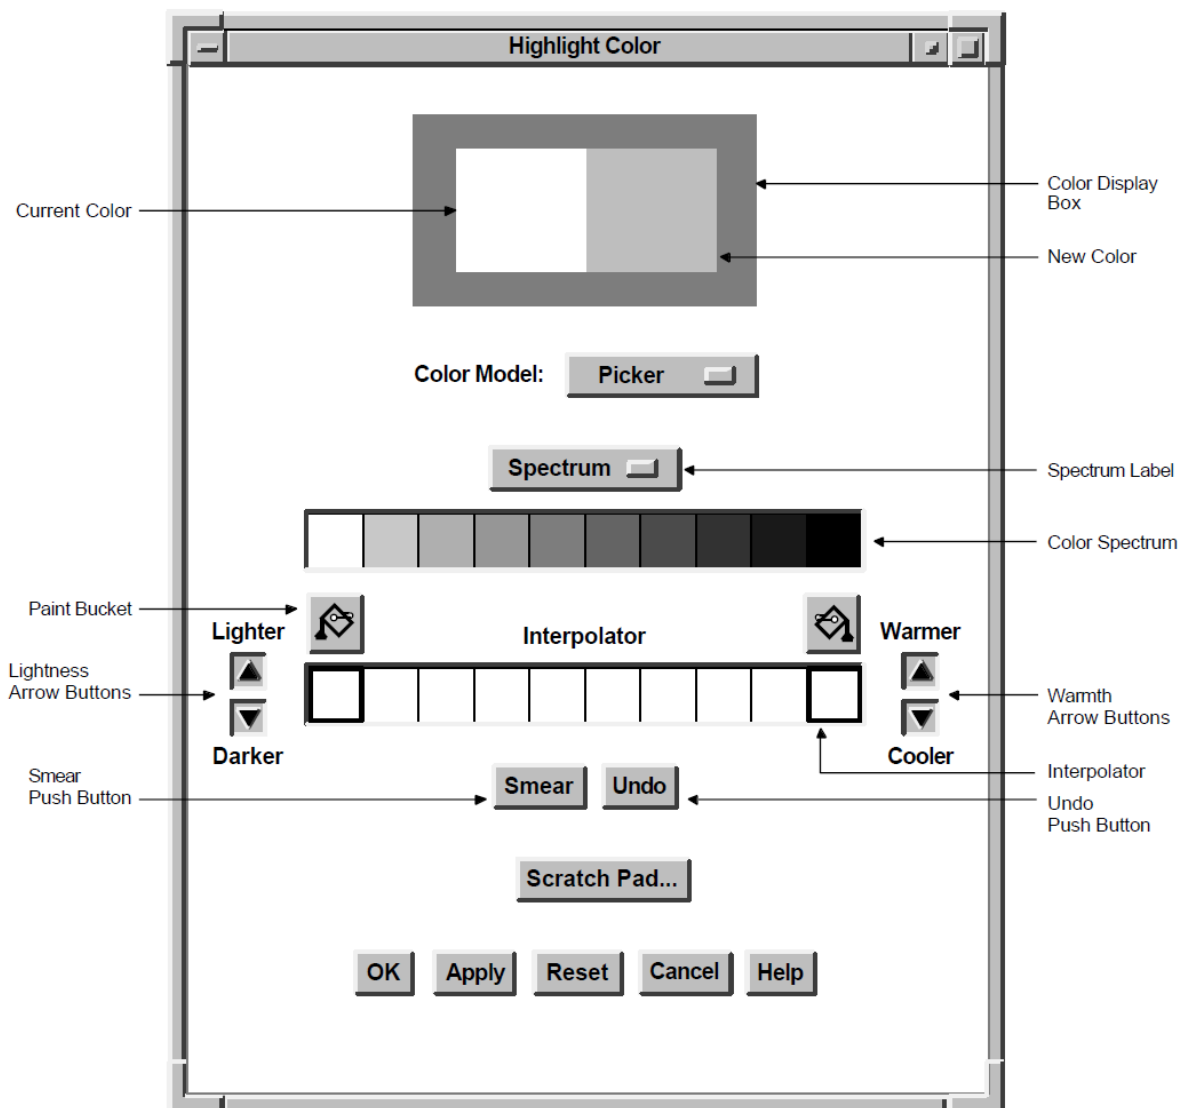 Highlight Color
Current Color
Color Display
Box
New Color
Color Model:
Picker
Spectrum
Spectrum Label
Color Spectrum
Paint Bucket
Lighter
Interpolator
Warmer
Lightness
Arrow Buttons
Warmth
Arrow Buttons
Darker
Cooler
Smear
Push Button
Smear
Undo
Interpolator
Undo
Push Button
Scratch Pad...
OK
Apply
Reset
Cancel
Help